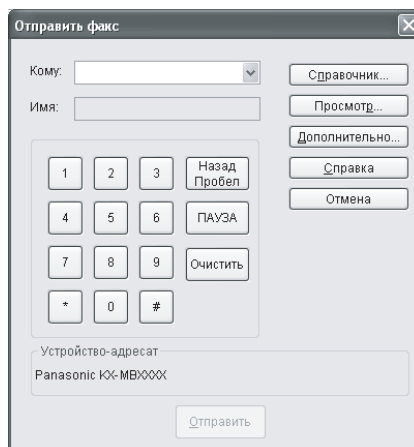 Отправить факс
Кому:
Имя:
Справочник...
Просмотр...
Дополнительно...
Справка
Отмена
1 2 3 Назад
Пробел
4 5 6 ПАУЗА
7 8 9 Очистить
* 0 #
Устройство-адресат
Panasonic KX-MBXXXX
Отправить